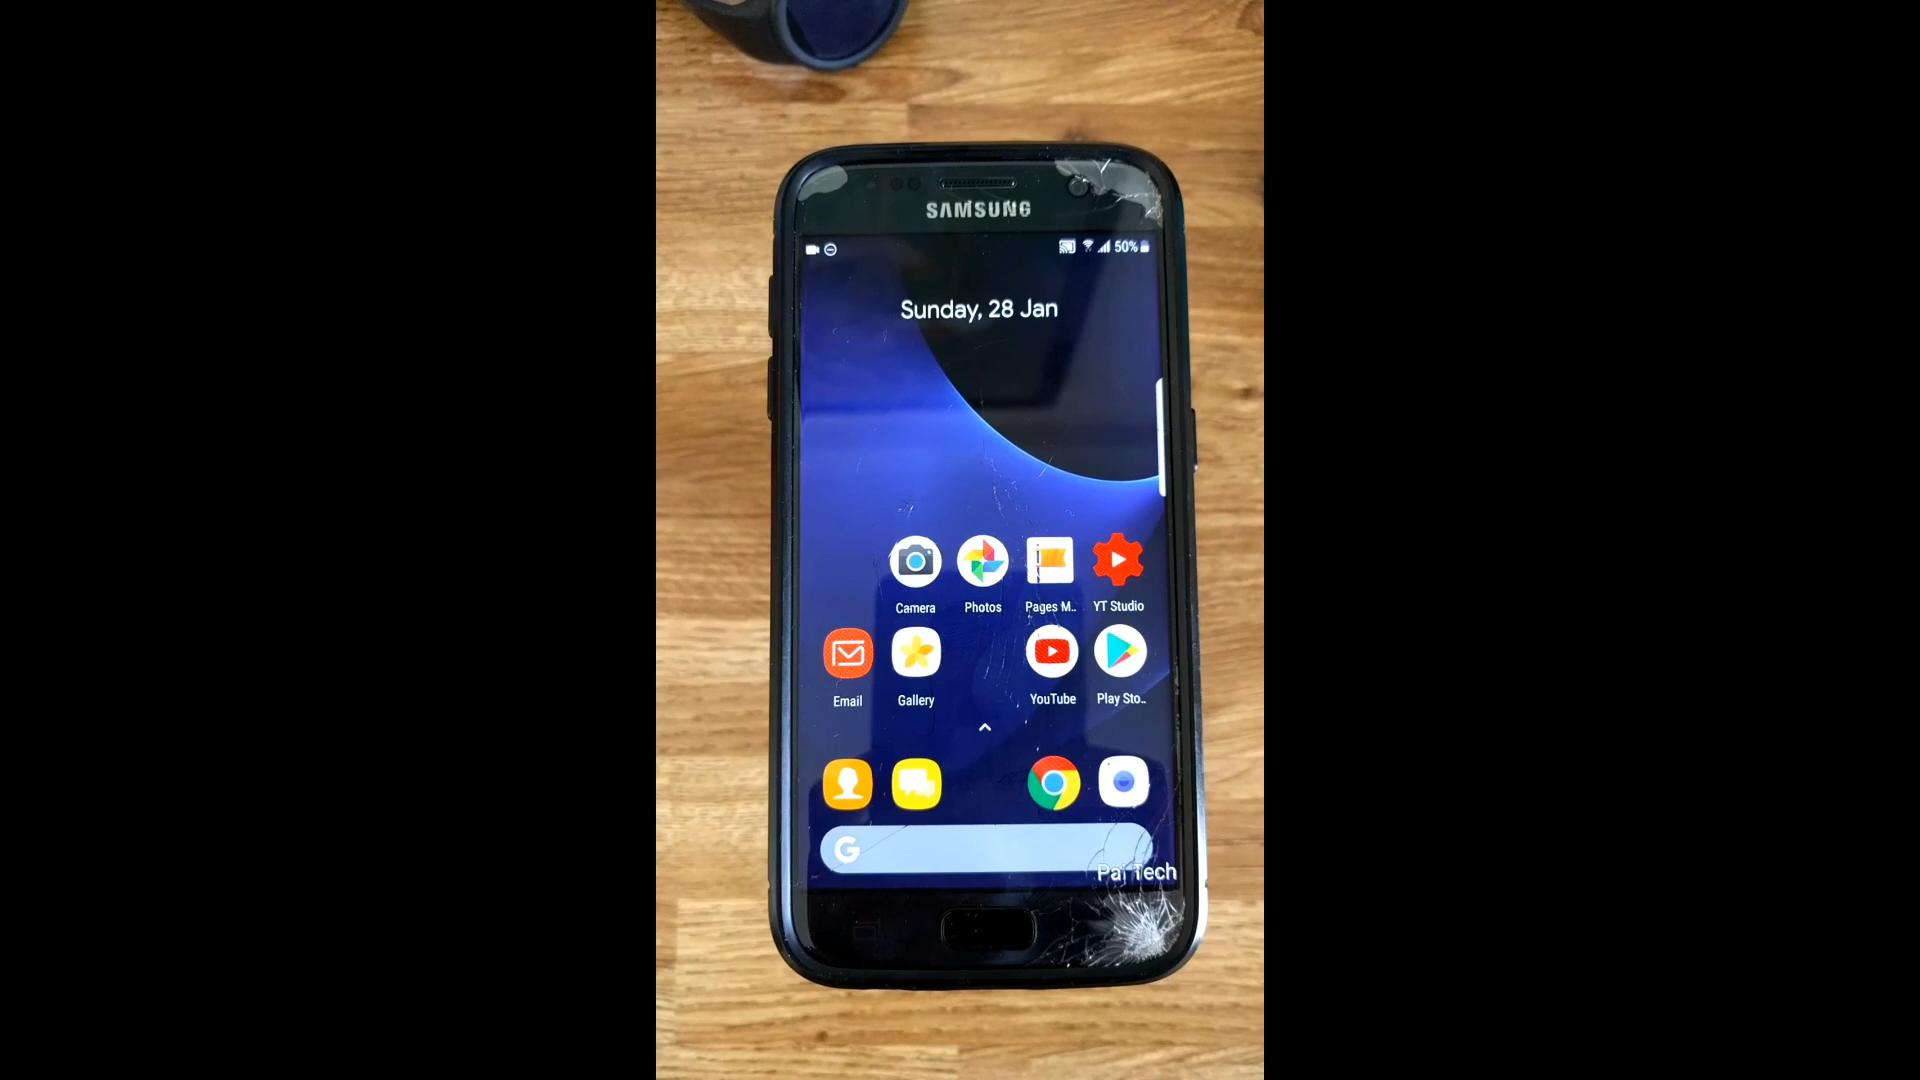 SAMSUNG
50%
Sunday, 28 Jan
Camera
Photos
Pages M..
YT Studio
Email
Gallery
YouTube
Play Sto..
G
Pai Tech